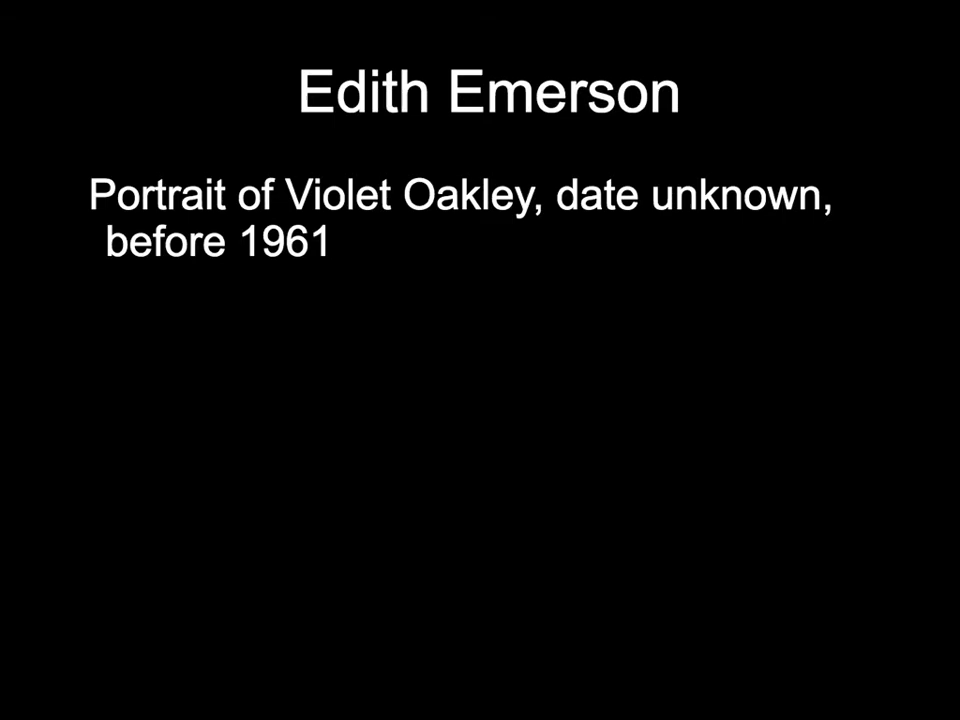 Edith Emerson
Portrait of Violet Oakley, date unknown,
before 1961